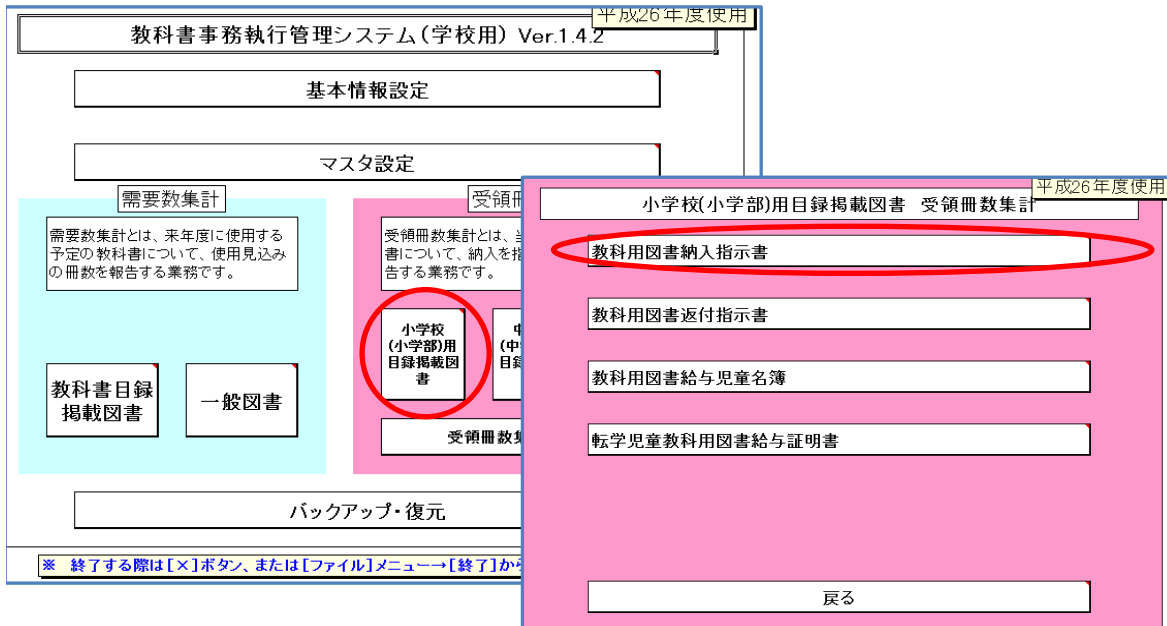 平成26年度使用
教科書事務執行管理システム(学校用) Ver.1.4.2
基本情報設定
マスタ設定
需要数集計
需要数集計とは、来年度に使用する
予定の教科書について、使用見込み
の冊数を報告する業務です。
教科書目録
掲載図書
一般図書
受領冊
受領冊数集計とは、
書について、納入を指
告する業務です。
小学校
(小学部)用
目録掲載図
書
(中
目録
受領冊数
バックアップ・復元
※ 終了する際は[×]ボタン、または[ファイル]メニュー→[終了]か
平成26年度使用
小学校(小学部)用目録掲載図書 受領冊数集計
教科用図書納入指示書
教科用図書返付指示書
教科用図書給与児童名簿
転学児童教科用図書給与証明書
戻る